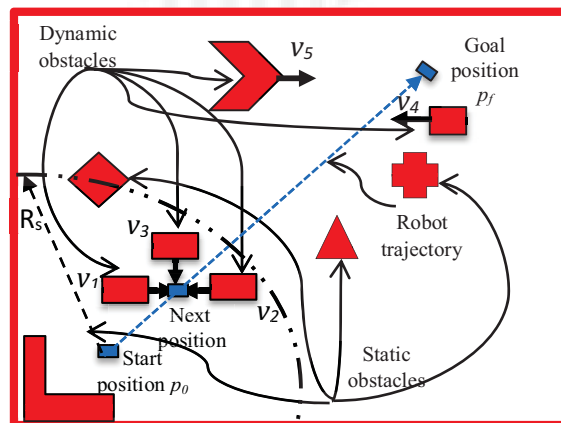 Dynamic
obstacles
v5
Goal
position
pf
v4
Rs
v3
Robot
trajectory
v1
v2
Next
position
Start
position p0
Static
obstacles